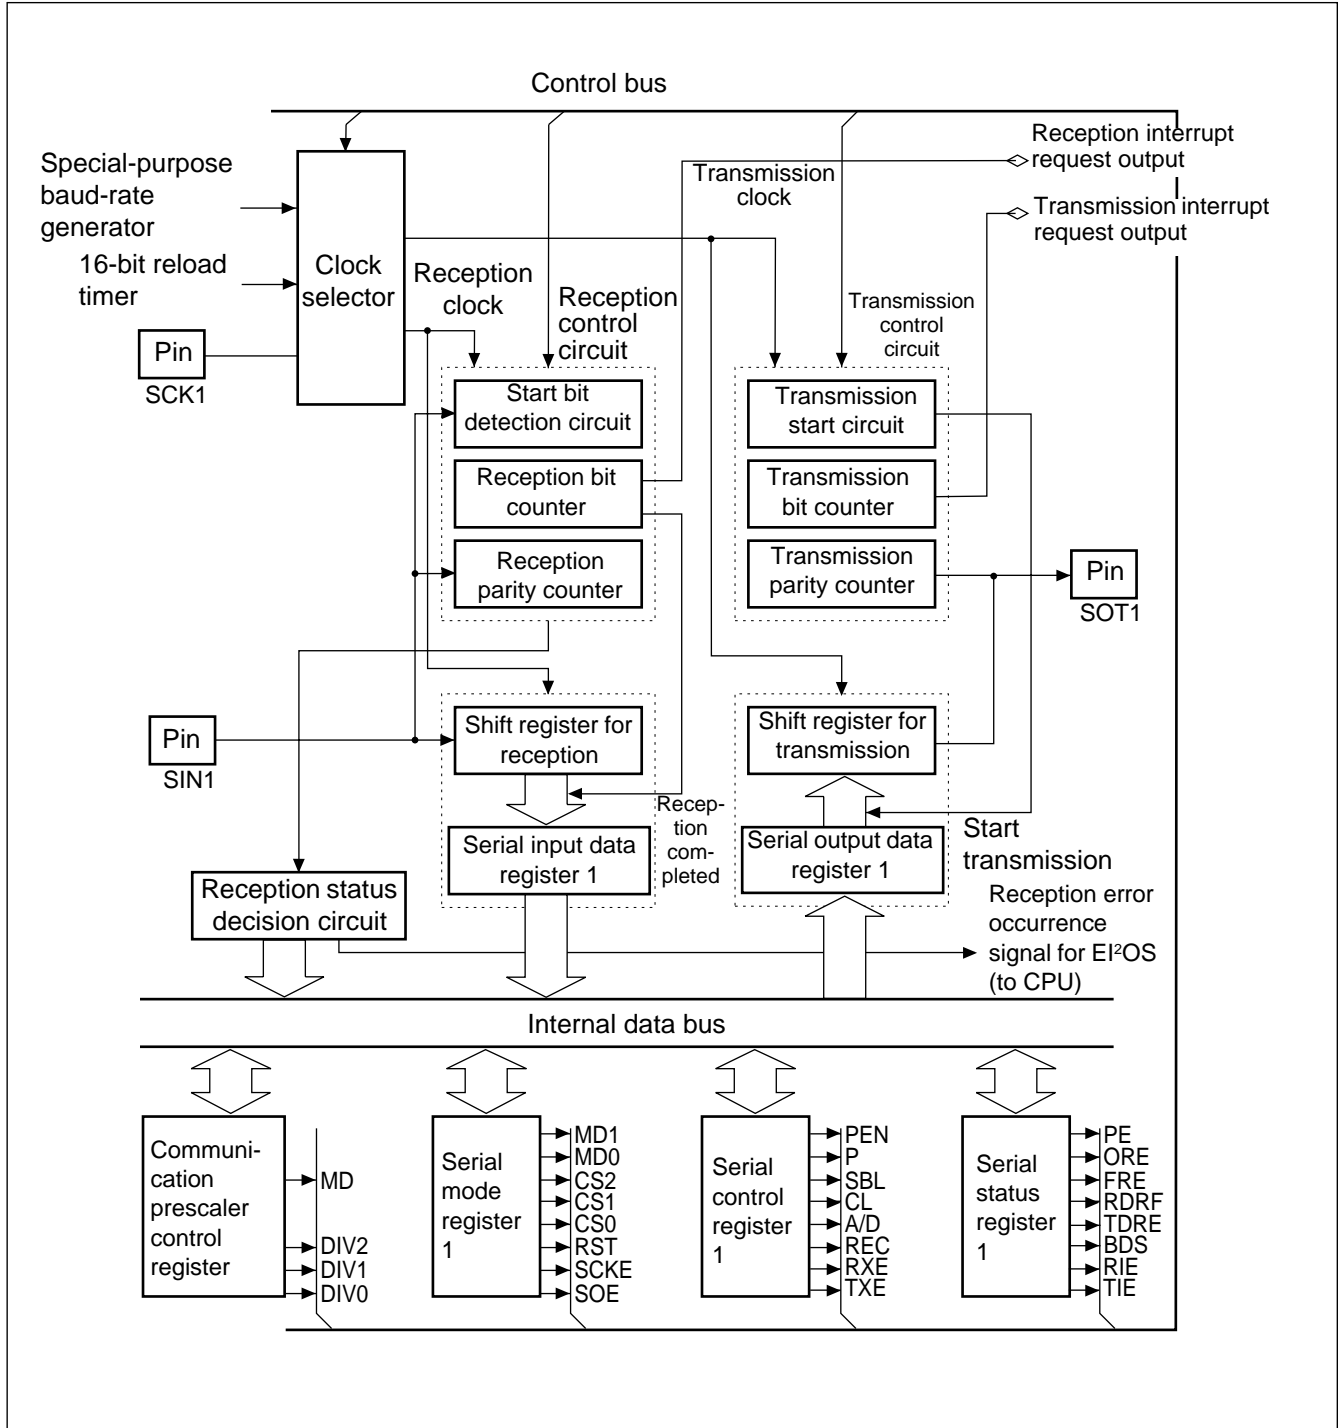 Control bus
Reception interrupt
request output
Special-purpose
baud-rate
generator
Transmission
clock
Transmission interrupt
request output
16-bit reload
timer
Clock
selector
Reception
clock
Reception
control
circuit
Transmission
control
circuit
Pin
SCK1
Start bit
detection circuit
Transmission
start circuit
Reception bit
counter
Transmission
bit counter
Reception
parity counter
Transmission
parity counter
Pin
SOT1
Pin
SIN1
Shift register for
reception
Shift register for
transmission
Recep-
tion
com-
pleted
Serial input data
register 1
Serial output data
register 1
Start
transmission
Reception status
decision circuit
Reception error
occurrence
signal for EI²OS
(to CPU)
Internal data bus
Communi-
cation
prescaler
control
register
MD
DIV2
DIV1
DIV0
Serial
mode
register
1
MD1
MD0
CS2
CS1
CS0
RST
SCKE
SOE
Serial
control
register
1
PEN
P
SBL
CL
A/D
REC
RXE
TXE
Serial
status
register
1
PE
ORE
FRE
RDRF
TDRE
BDS
RIE
TIE